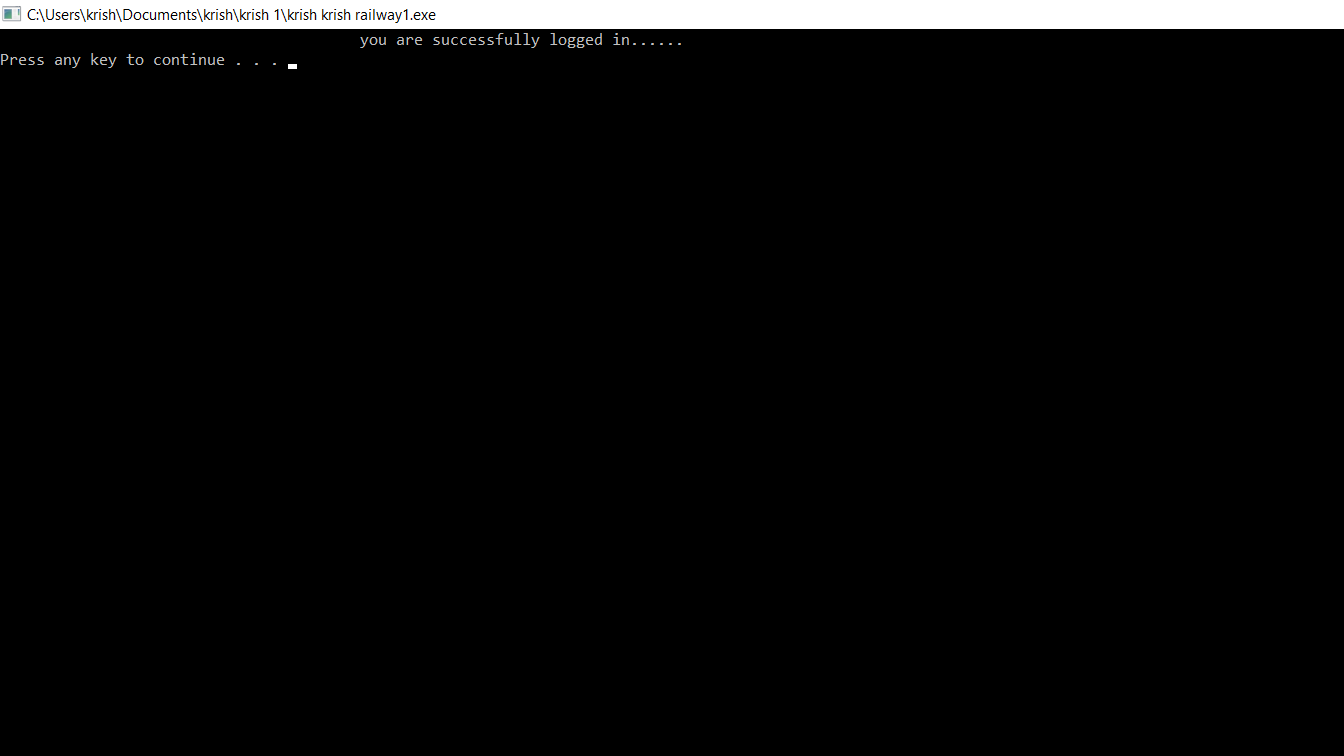 C:\Users\krish\Documents\krish\krish 1\krish krish railway1.exe
you are successfully logged in......
Press any key to continue . . .